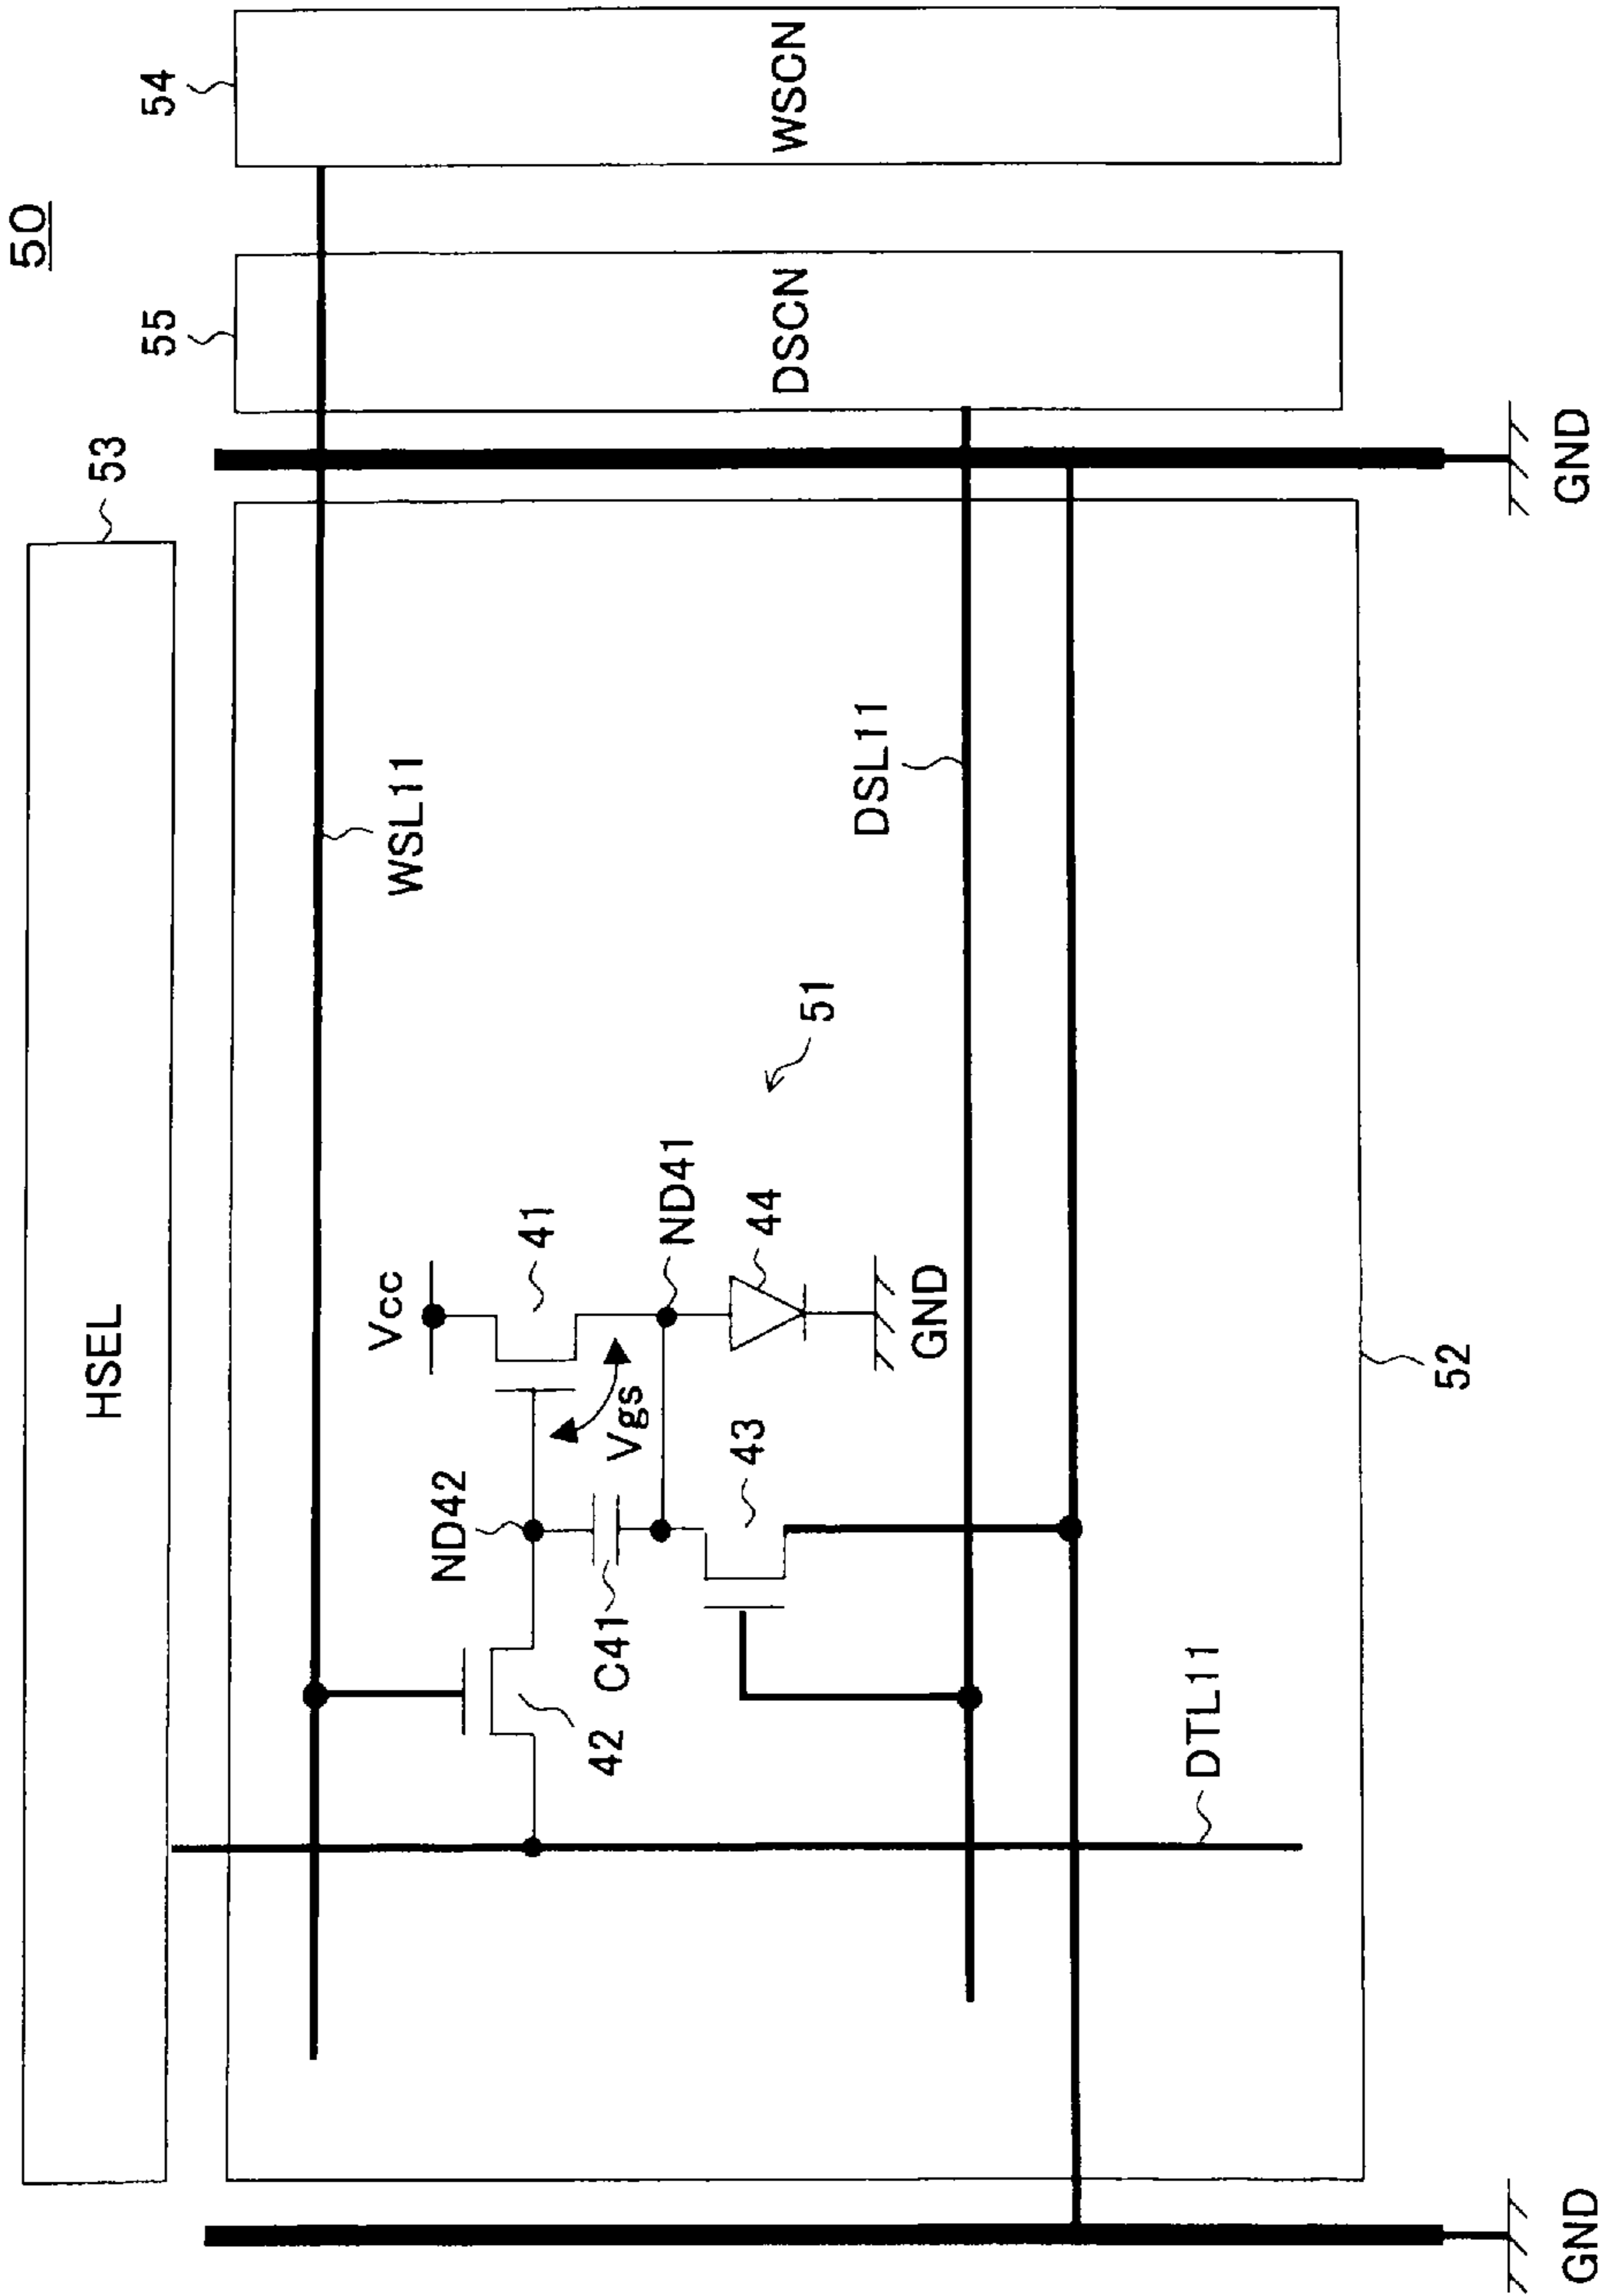 50
HSEL
53
54
55
WSCN
DSCN
WSL11
Vcc
41
ND42
Vgs
ND41
42
C41
43
44
GND
51
DSL11
DTL11
52
GND
GND